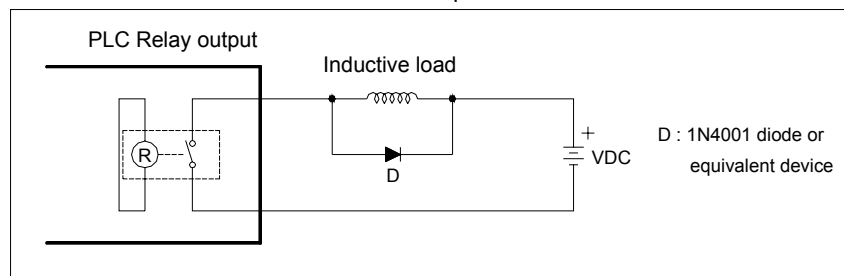 PLC Relay output
Inductive load
R
D
+
VDC
D : 1N4001 diode or
equivalent device